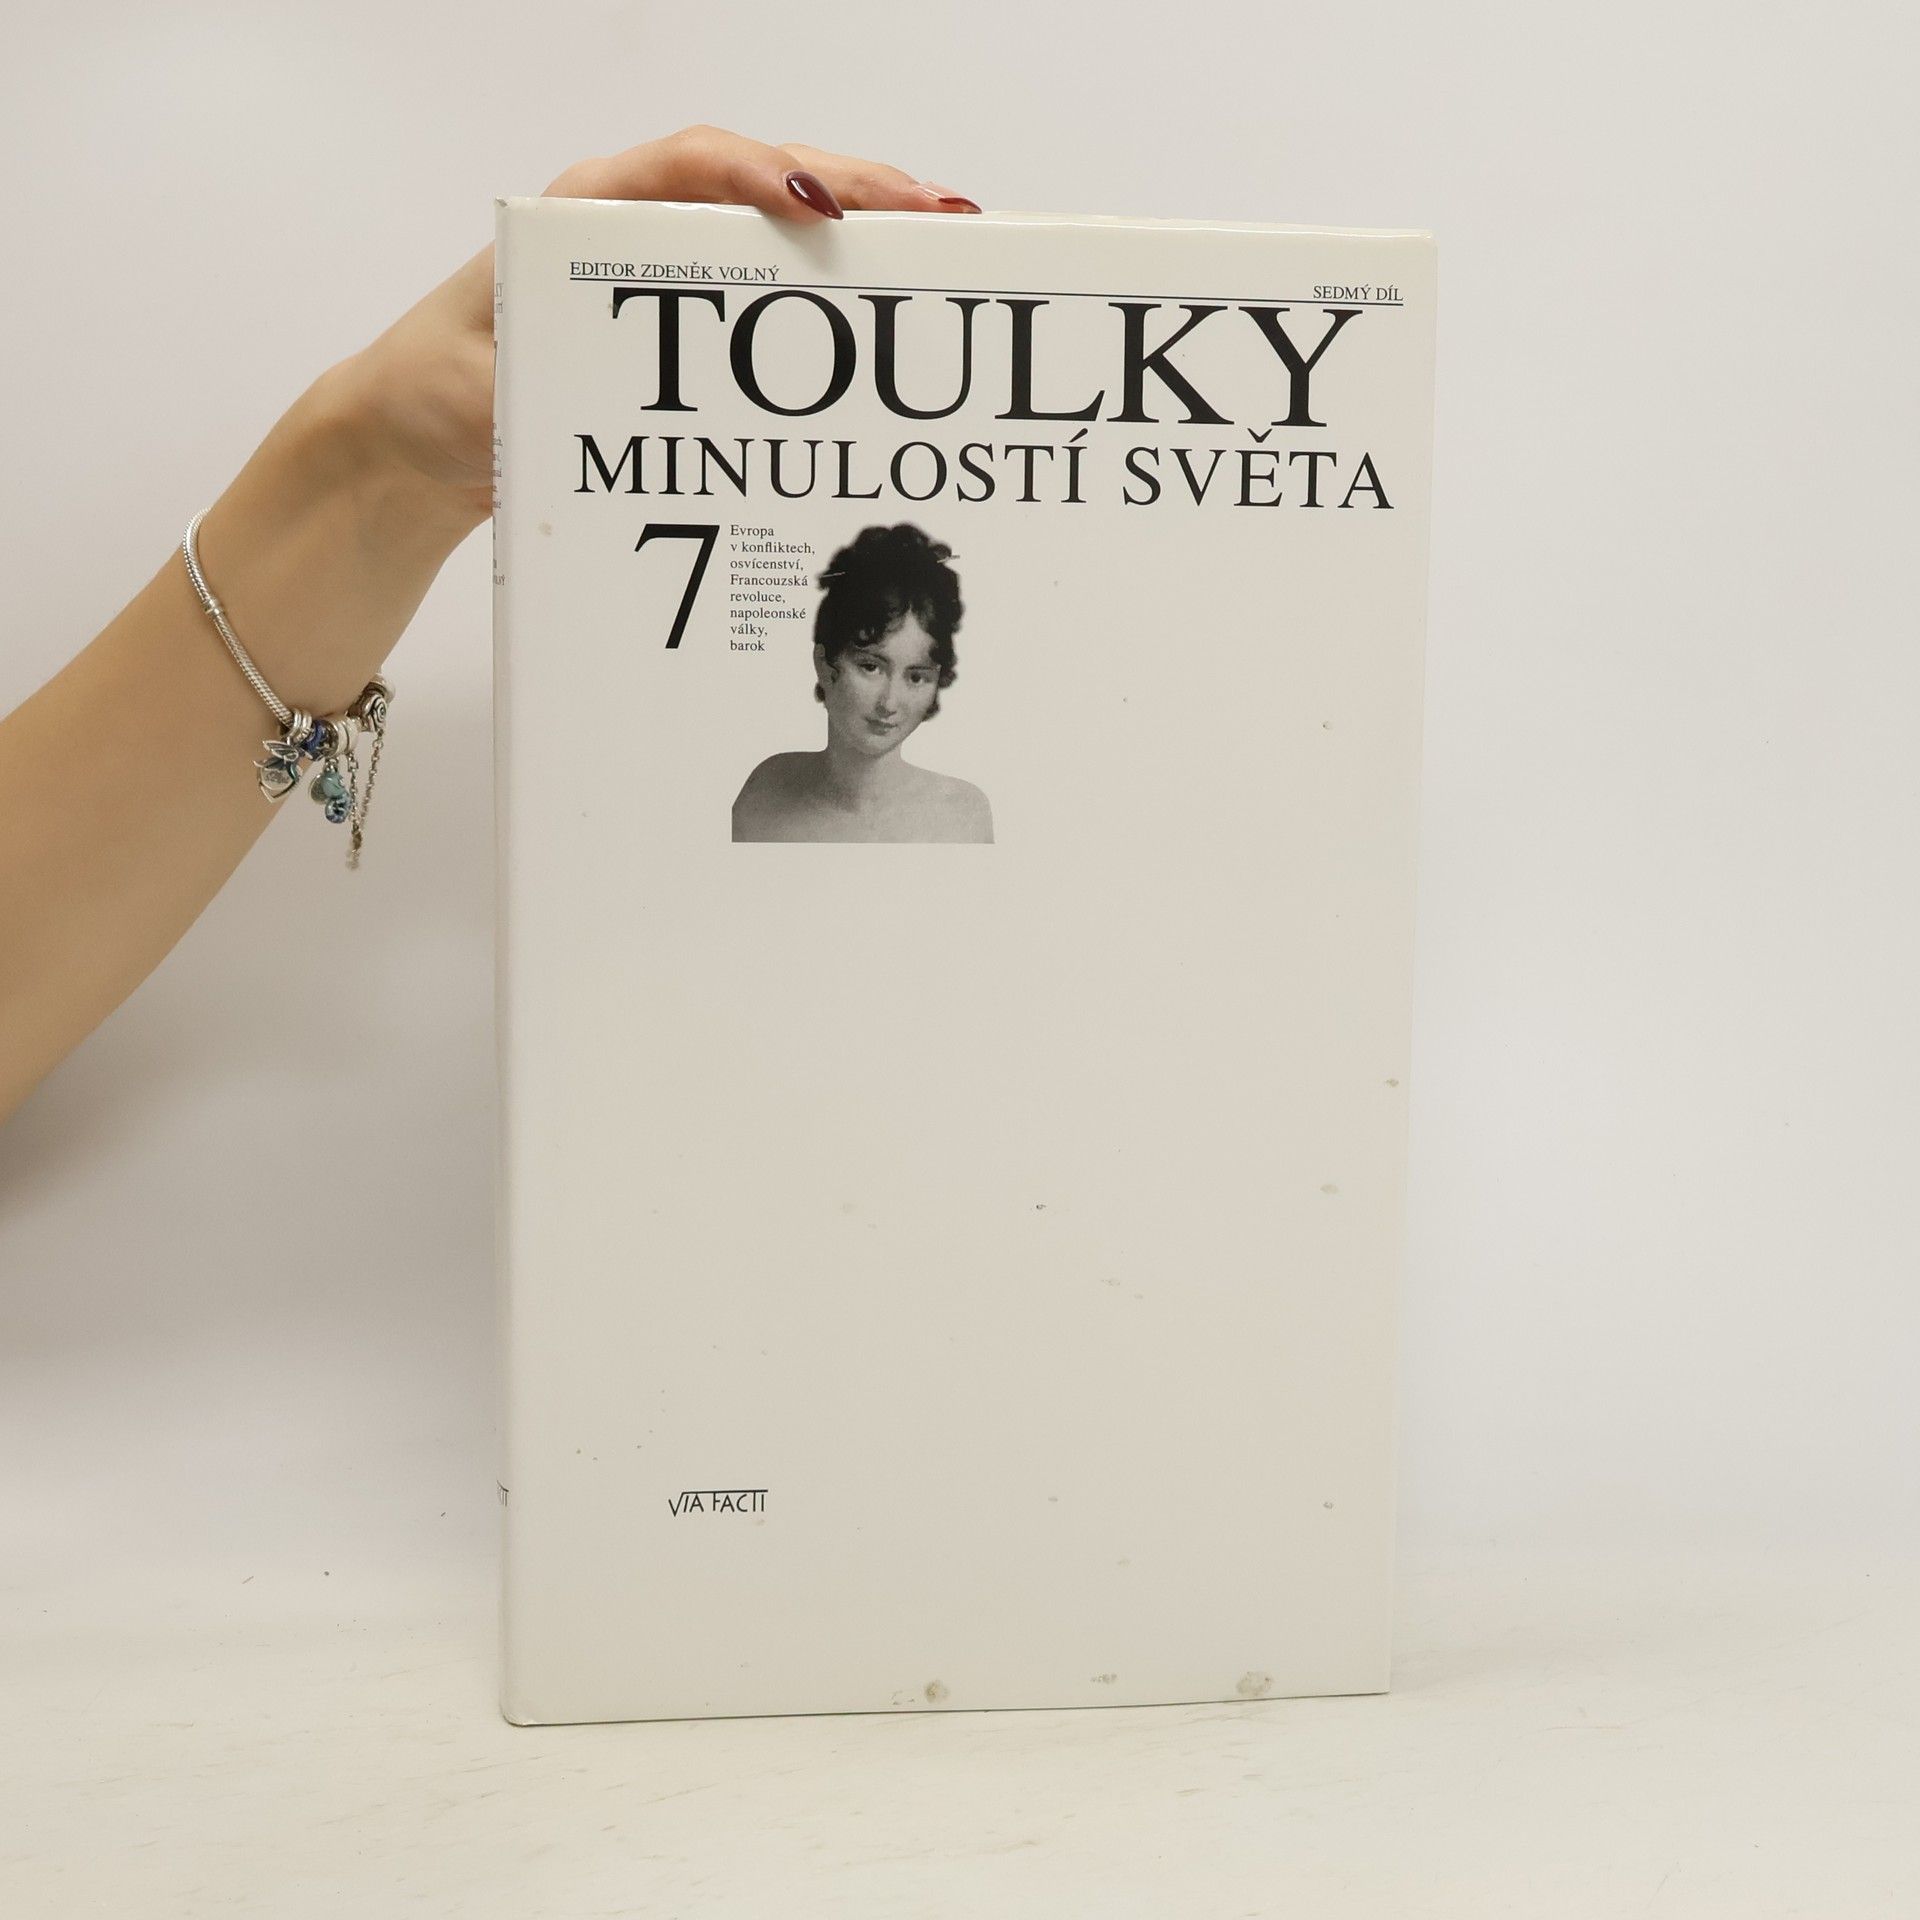 EDITOR ZDENĚK VOLNÝ
SEDMÝ DÍL
TOULKY
MINULOSTÍ SVĚTA
7
Evropa
v konfliktech,
osvícenství,
Francouzská
revoluce,
napoleonské
války,
barok
VIA FACTI